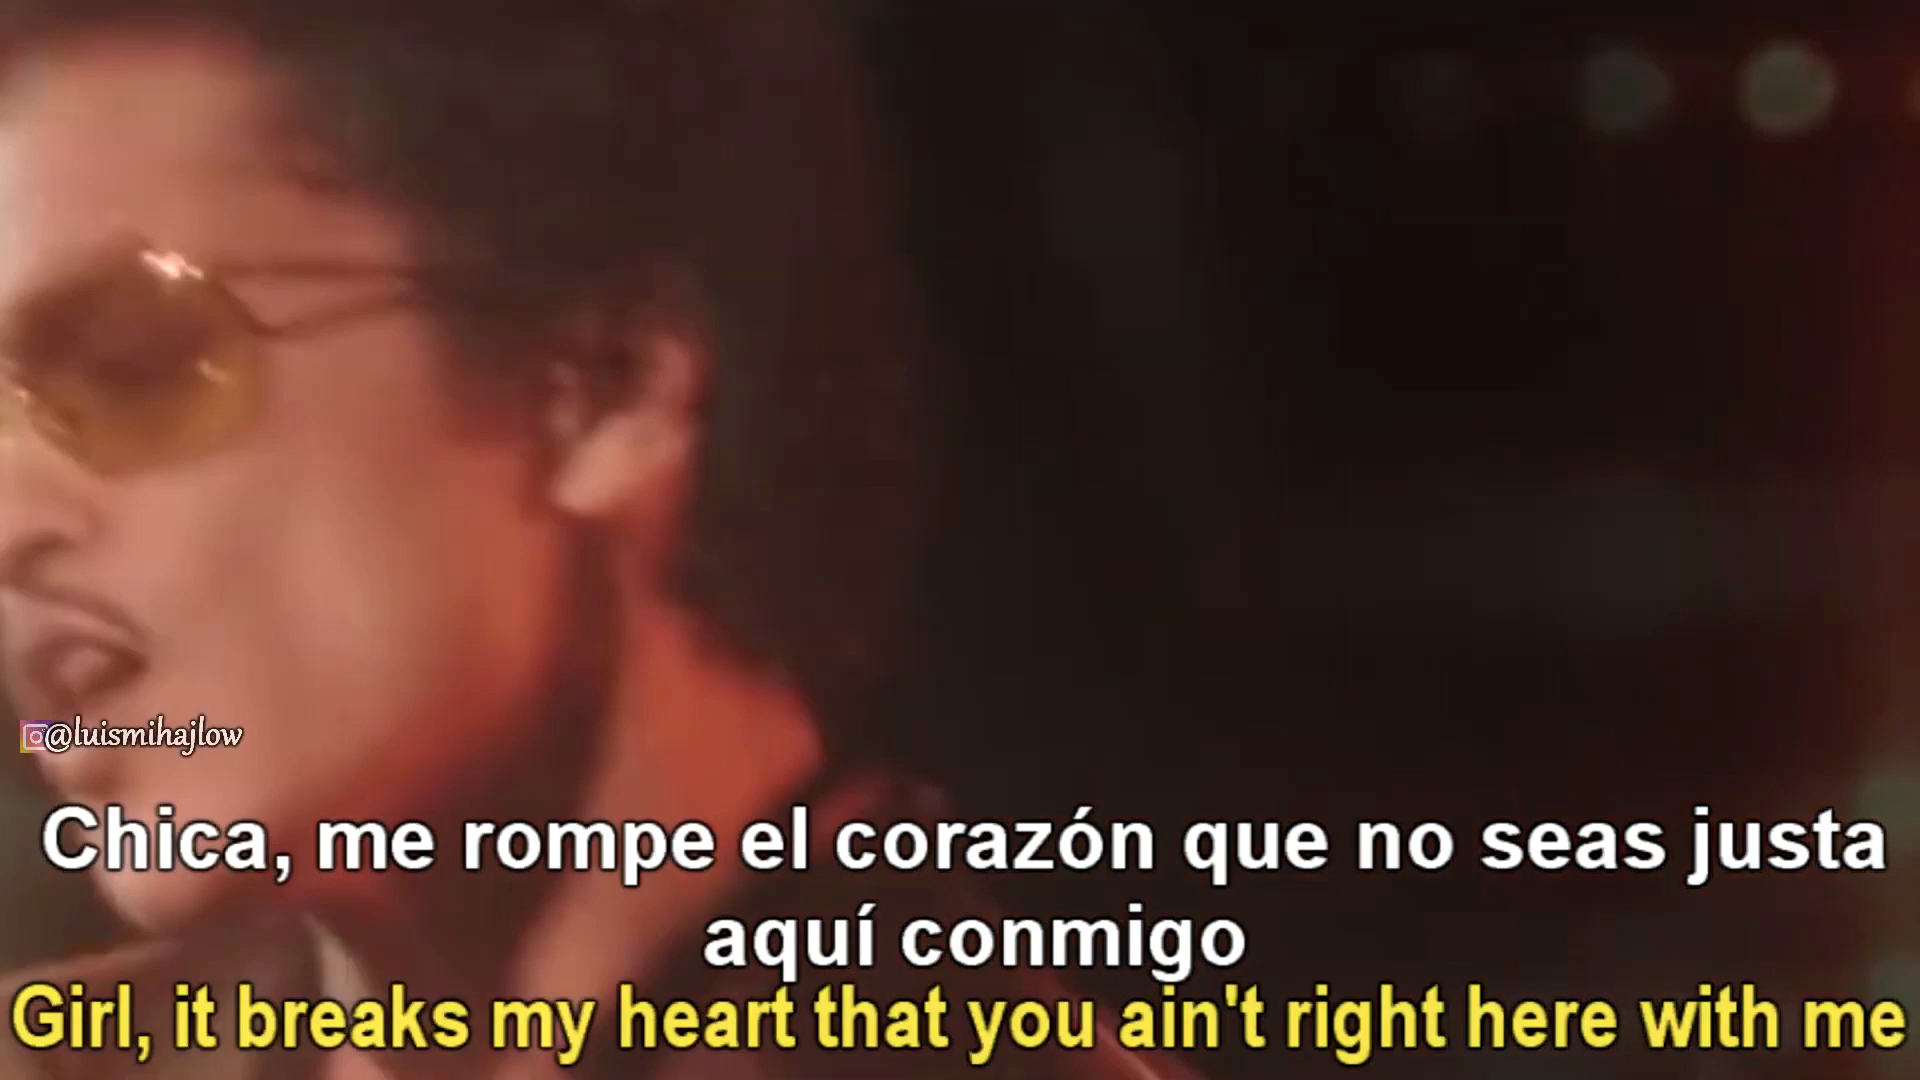 @luismihajlow
Chica, me rompe el corazón que no seas justa
aquí conmigo
Girl, it breaks my heart that you ain't right here with me